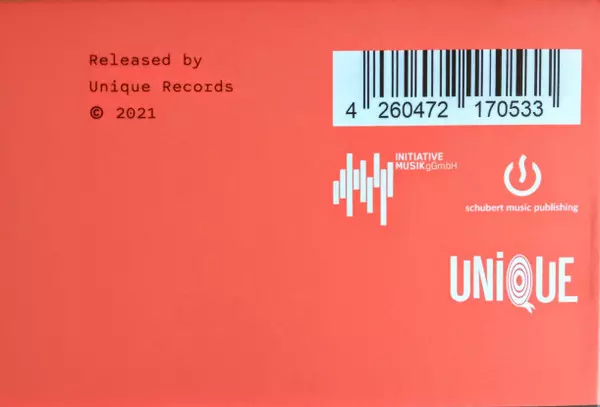 Released by
Unique Records
© 2021
4 260472 170533
INITIATIVE
MUSIKgGmbH
schubert music publishing
UNiQUE